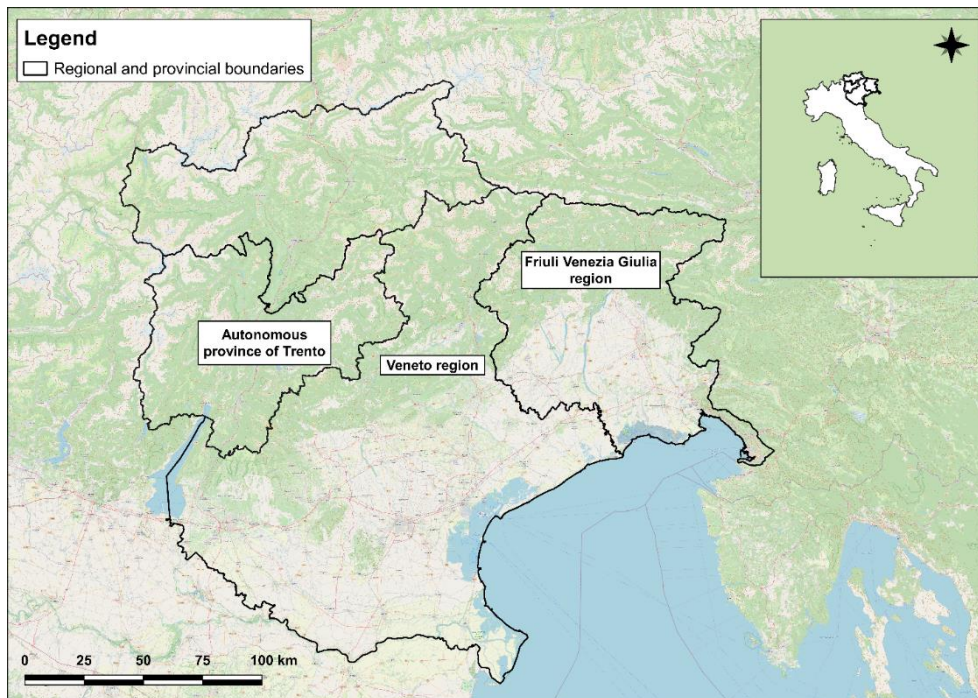 Legend
Regional and provincial boundaries
Friuli Venezia Giulia
region
Autonomous
province of Trento
Veneto region
0 25 50 75 100 km